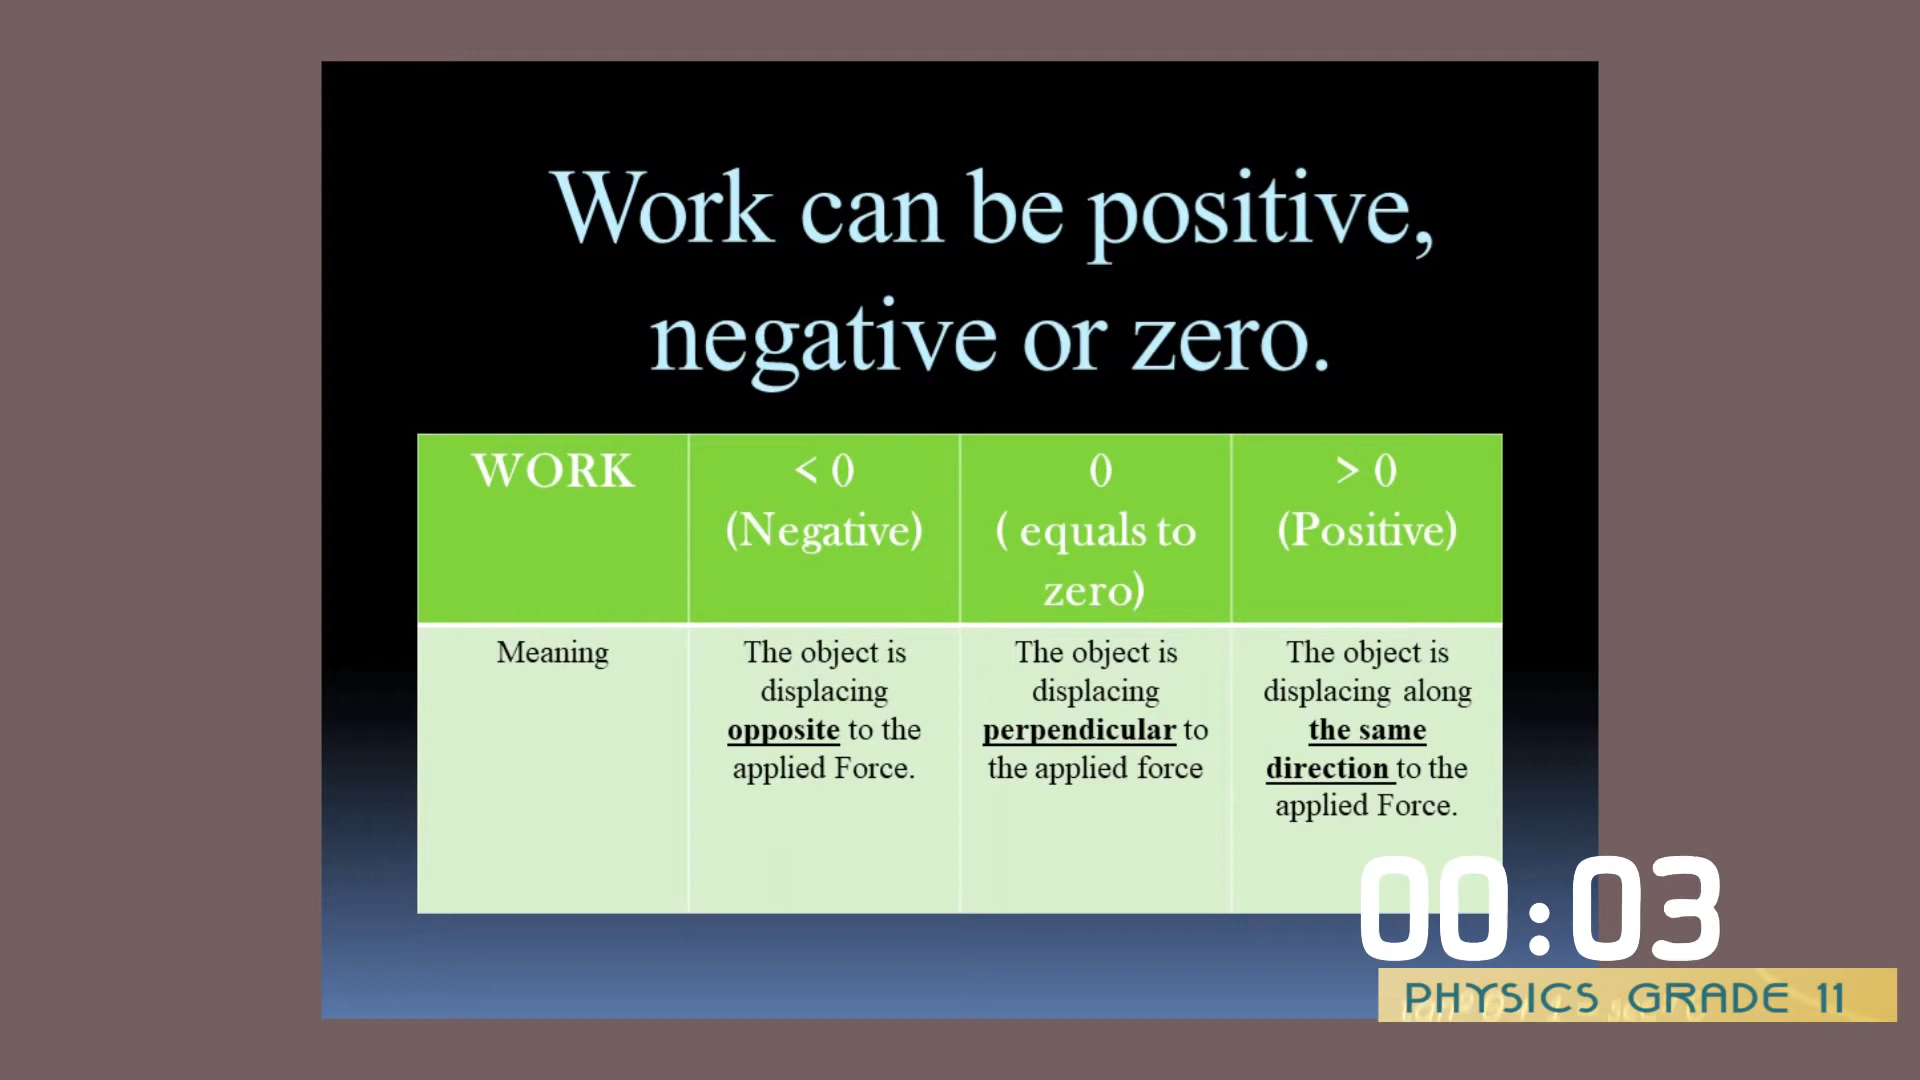 Work can be positive,
negative or zero.
WORK
< 0
(Negative)
0
( equals to
zero)
> 0
(Positive)
Meaning
The object is
displacing
opposite to the
applied Force.
The object is
displacing
perpendicular to
the applied force
The object is
displacing along
the same
direction to the
applied Force.
00:03
PHYSICS GRADE 11